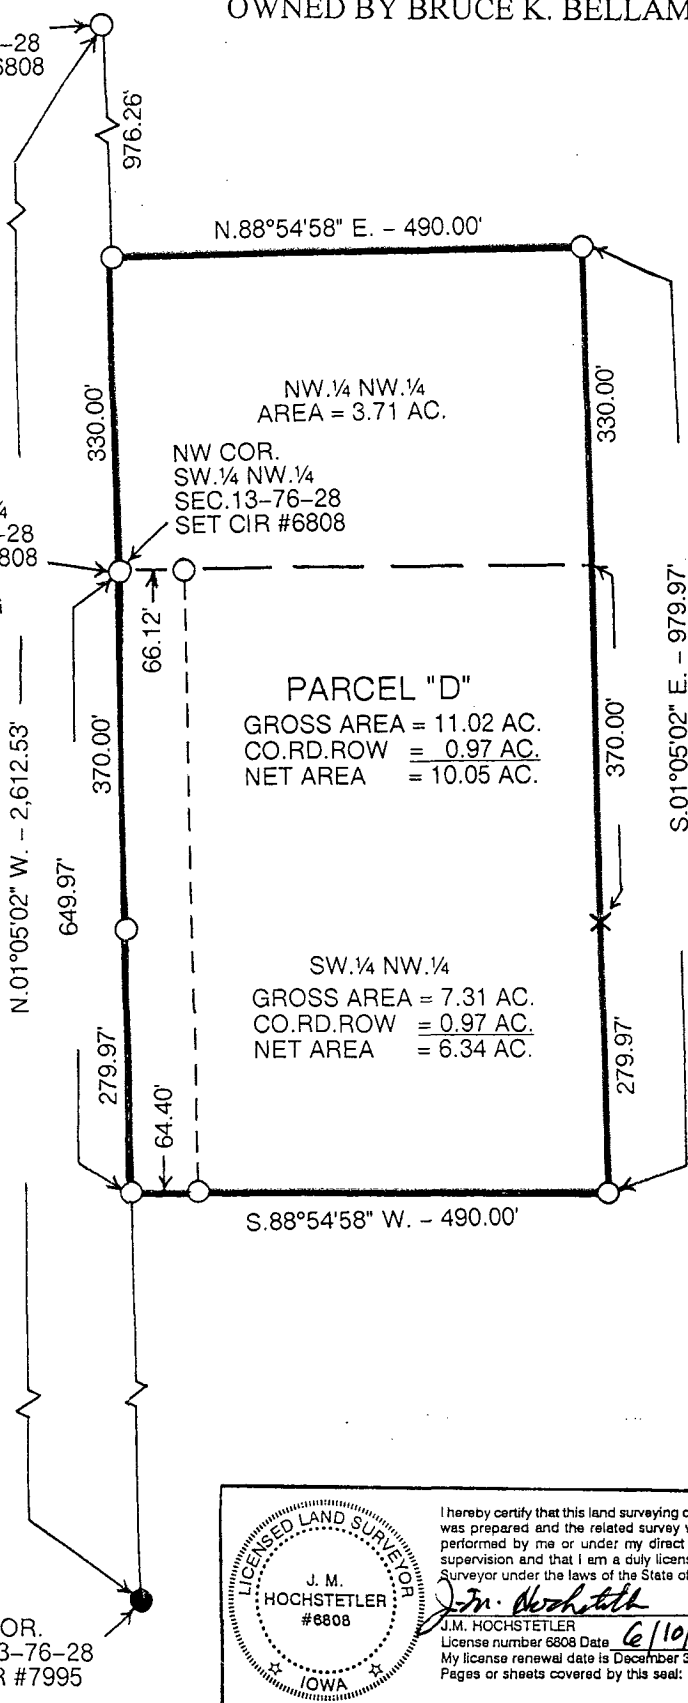 OWNED BY BRUCE K. BELLAM
-28
6808
976.26'
N.88°54'58" E. - 490.00'
330.00'
330.00'
NW.¼ NW.¼
AREA = 3.71 AC.
NW COR.
SW.¼ NW.¼
SEC.13-76-28
SET CIR #6808
-28
808
66.12'
PARCEL "D"
GROSS AREA = 11.02 AC.
CO.RD.ROW = 0.97 AC.
NET AREA = 10.05 AC.
370.00'
370.00'
S.01°05'02" E. - 979.97'
N.01°05'02" W. - 2,612.53'
649.97'
SW.¼ NW.¼
GROSS AREA = 7.31 AC.
CO.RD.ROW = 0.97 AC.
NET AREA = 6.34 AC.
279.97'
279.97'
64.40'
S.88°54'58" W. - 490.00'
OR.
3-76-28
R #7995
LICENSED LAND SURVEYOR
J. M.
HOCHSTETLER
#6808
IOWA
I hereby certify that this land surveying d
was prepared and the related survey w
performed by me or under my direct
supervision and that I am a duly licens
Surveyor under the laws of the State of
J.M. Hochstetler
J.M. HOCHSTETLER
License number 6808 Date 6/10/
My license renewal date is December 3
Pages or sheets covered by this seal: